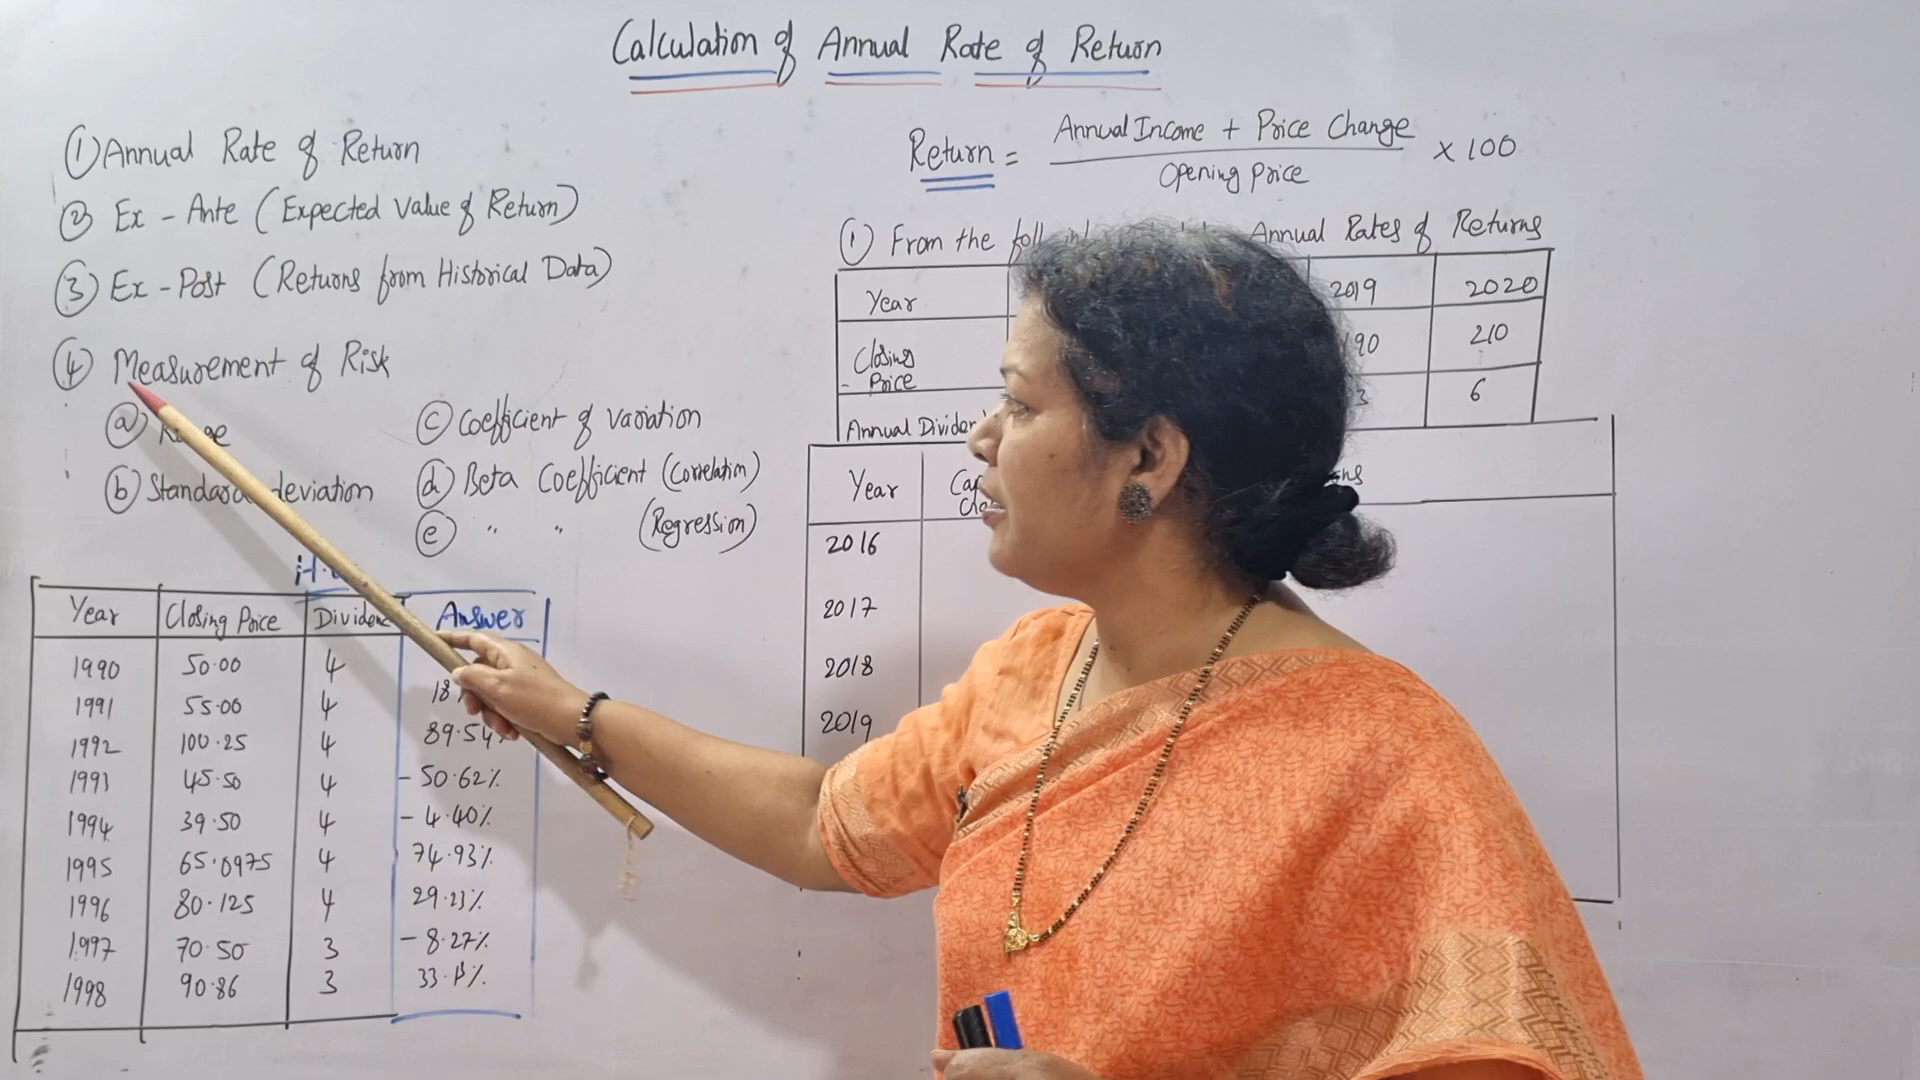 Calculation of Annual Rate of Return
① Annual Rate of Return
② Ex - Ante (Expected Value of Return)
③ Ex - Post (Returns from Historical Data)
④ Measurement of Risk
ⓐ
ⓑ Standard deviation
ⓒ Coefficient of variation
ⓓ Beta Coefficient (Correlation)
ⓔ " " (Regression)
Return = Annual Income + Price Change / Opening Price × 100
① From the Annual Rates of Returns
Year 2019 2020
Closing Price 90 210
Annual 3 6
Year
2016
2017
2018
2019
Year Closing Price Dividend Answer
1990 50.00 4
1991 55.00 4 18
1992 100.25 4 89.54%
1993 45.50 4 - 50.62%
1994 39.50 4 - 4.40%
1995 65.0975 4 74.93%
1996 80.125 4 29.23%
1997 70.50 3 - 8.27%
1998 90.86 3 33.13%